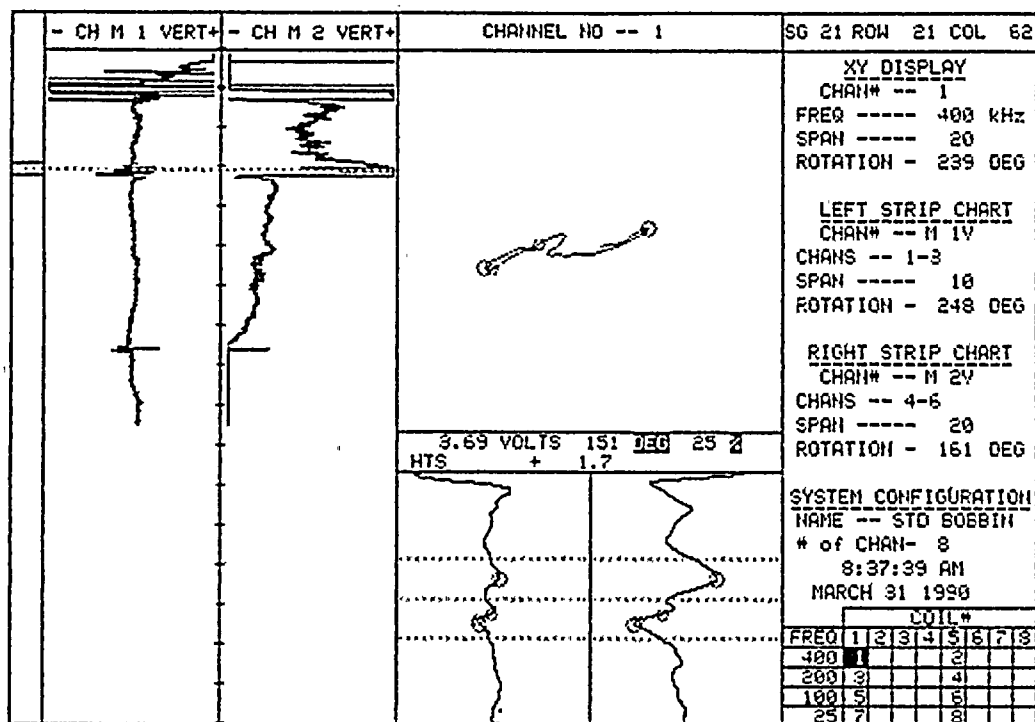 - CH M 1 VERT+
- CH M 2 VERT+
CHANNEL NO -- 1
SG 21 ROW 21 COL 62
XY DISPLAY
CHAN# -- 1
FREQ ----- 400 kHz
SPAN ----- 20
ROTATION - 239 DEG
LEFT STRIP CHART
CHAN# -- M 1V
CHANS -- 1-3
SPAN ----- 10
ROTATION - 248 DEG
RIGHT STRIP CHART
CHAN# -- M 2V
CHANS -- 4-6
SPAN ----- 20
ROTATION - 161 DEG
3.69 VOLTS 151 DEG 25 %
HTS + 1.7
SYSTEM CONFIGURATION
NAME -- STD BOBBIN
# of CHAN- 8
8:37:39 AM
MARCH 31 1990
COIL#
FREQ 1 2 3 4 5 6 7 8
400 1 2
200 3 4
100 5 6
25 7 8